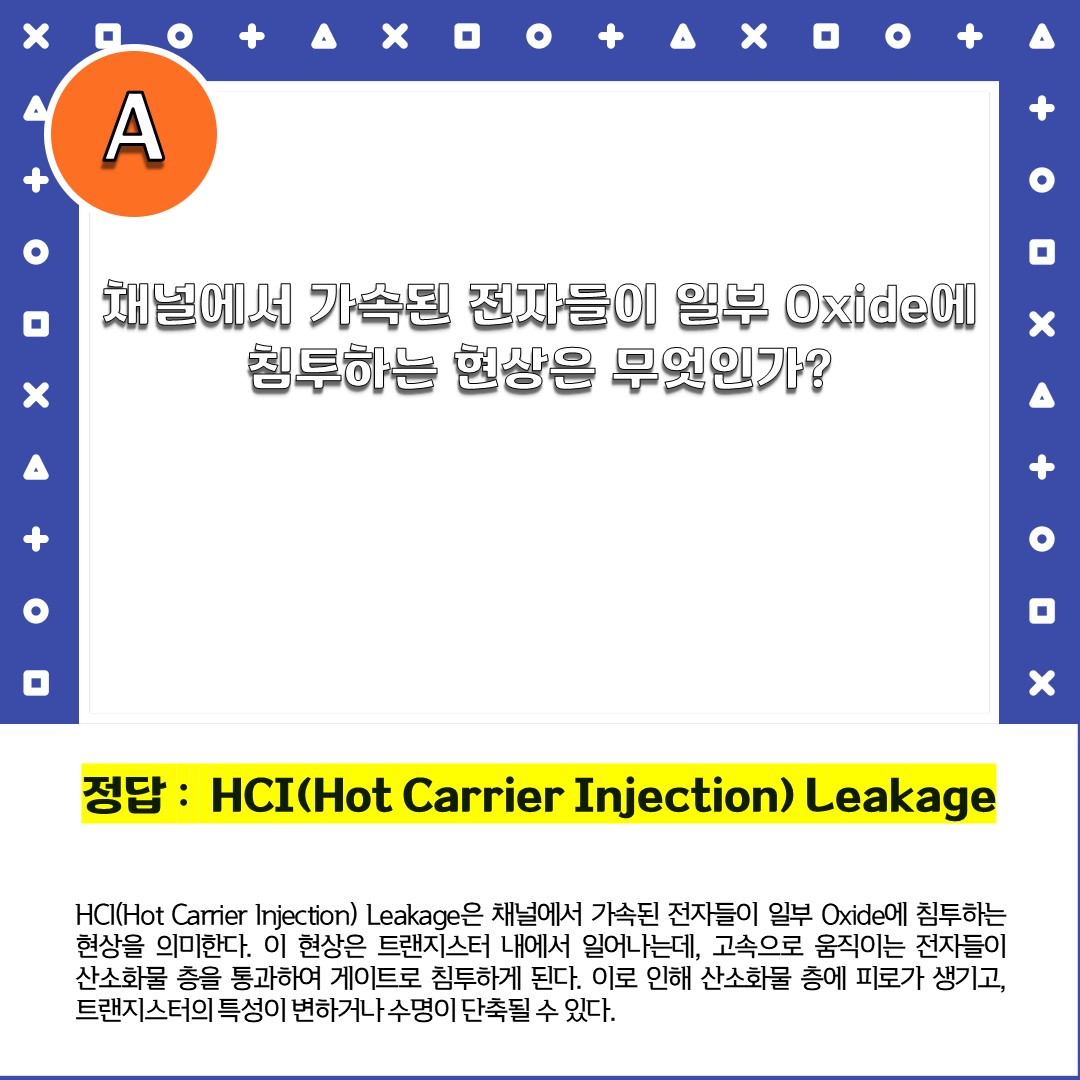 A
채널에서 가속된 전자들이 일부 Oxide에
침투하는 현상은 무엇인가?
정답 : HCI(Hot Carrier Injection) Leakage
HCI(Hot Carrier Injection) Leakage은 채널에서 가속된 전자들이 일부 Oxide에 침투하는
현상을 의미한다. 이 현상은 트랜지스터 내에서 일어나는데, 고속으로 움직이는 전자들이
산소화물 층을 통과하여 게이트로 침투하게 된다. 이로 인해 산소화물 층에 피로가 생기고,
트랜지스터의 특성이 변하거나 수명이 단축될 수 있다.